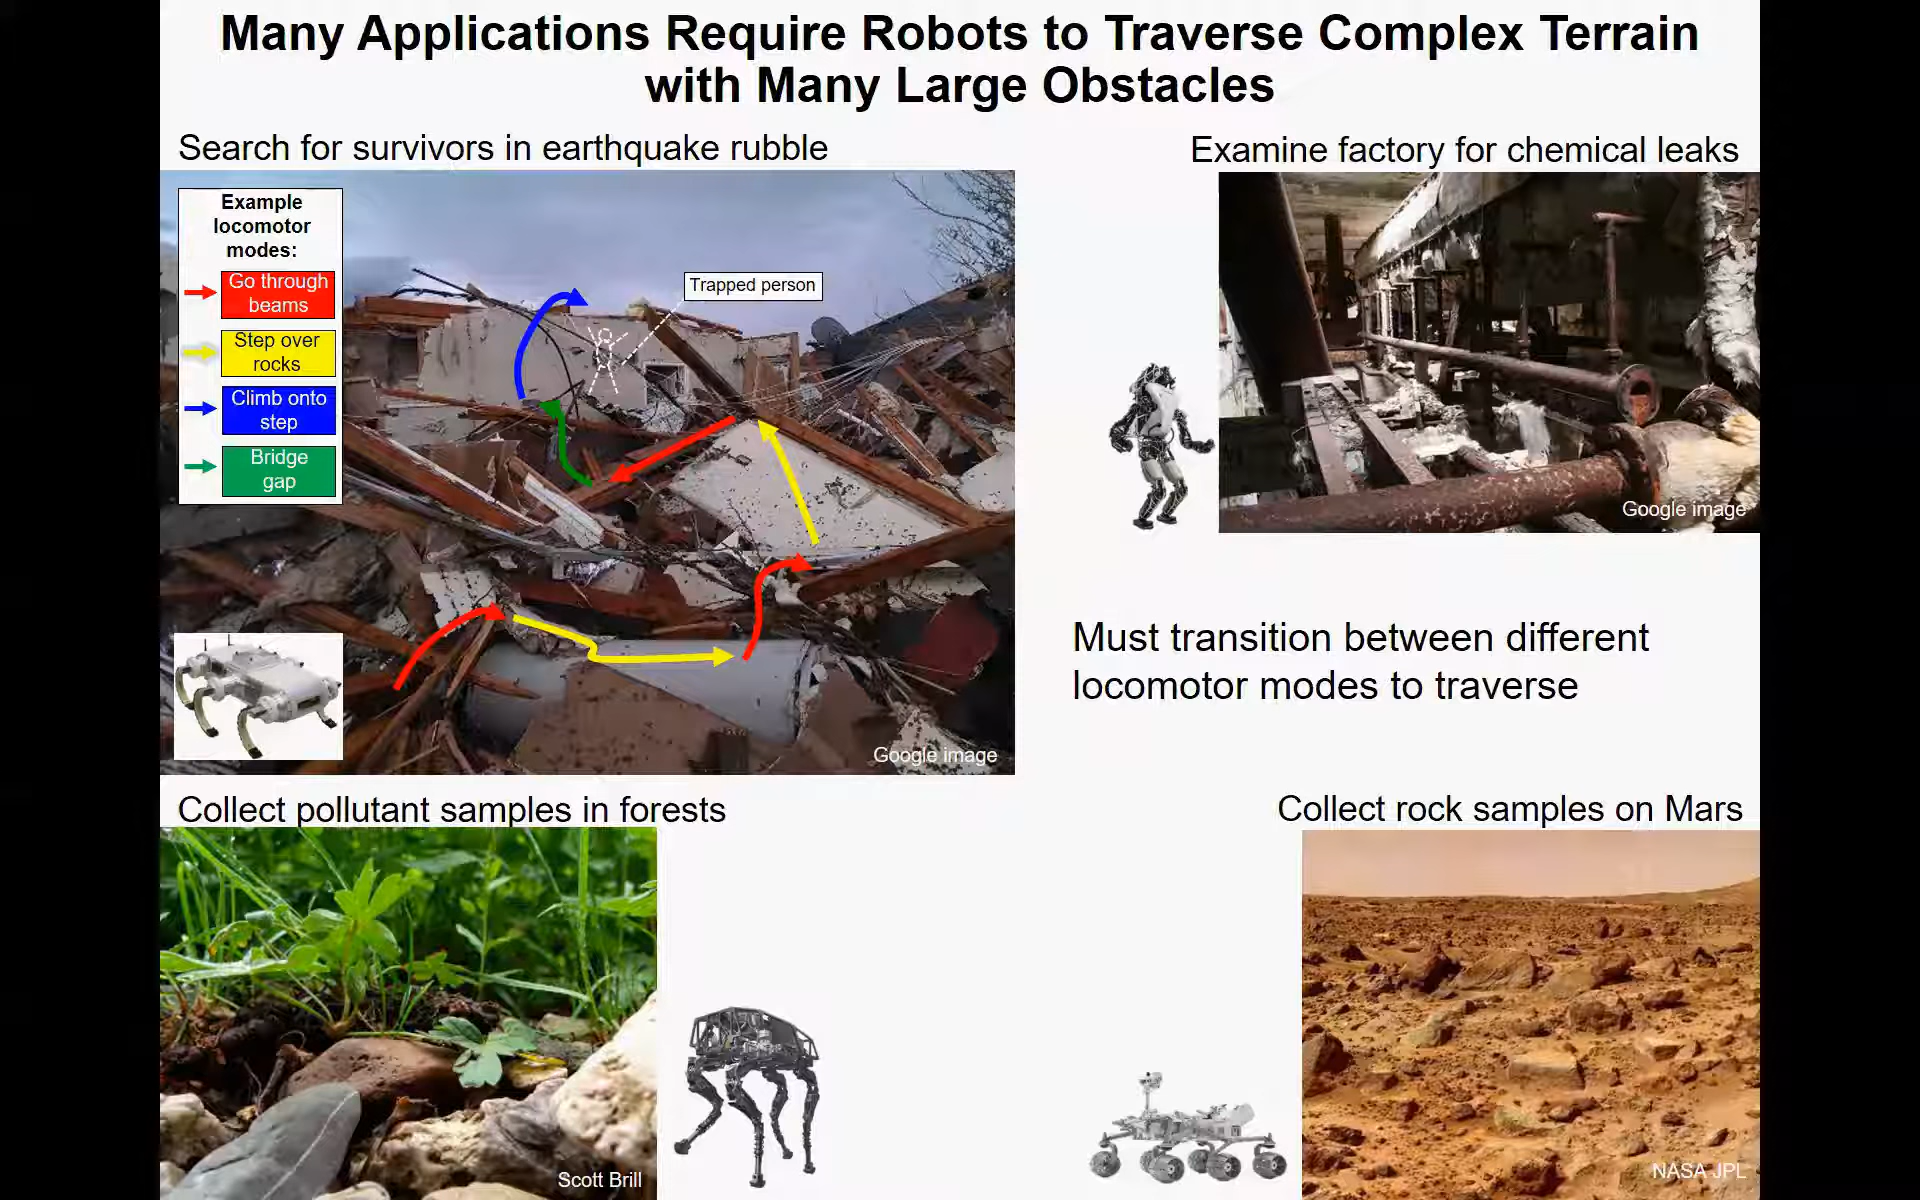 Many Applications Require Robots to Traverse Complex Terrain
with Many Large Obstacles
Search for survivors in earthquake rubble
Example
locomotor
modes:
Go through
beams
Step over
rocks
Climb onto
step
Bridge
gap
Trapped person
Google image
Examine factory for chemical leaks
Google image
Must transition between different
locomotor modes to traverse
Collect pollutant samples in forests
Scott Brill
Collect rock samples on Mars
NASA JPL